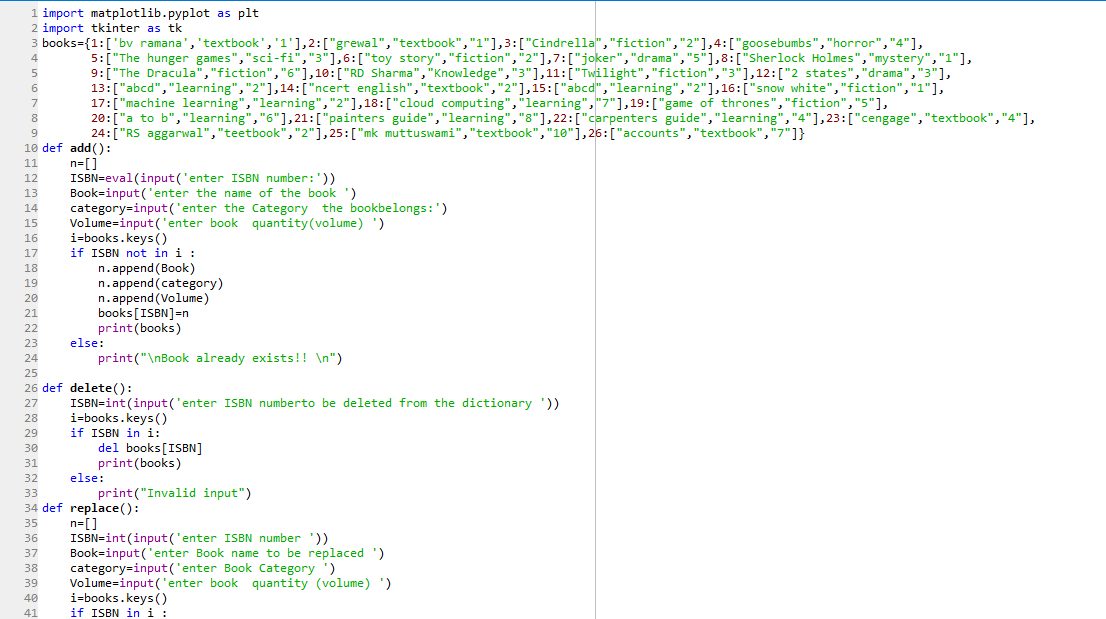 1 import matplotlib.pyplot as plt
2 import tkinter as tk
3 books={1:['bv ramana','textbook','1'],2:["grewal","textbook","1"],3:["Cindrella","fiction","2"],4:["goosebumbs","horror","4"],
4        5:["The hunger games","sci-fi","3"],6:["toy story","fiction","2"],7:["joker","drama","5"],8:["Sherlock Holmes","mystery","1"],
5        9:["The Dracula","fiction","6"],10:["RD Sharma","Knowledge","3"],11:["Twilight","fiction","3"],12:["2 states","drama","3"],
6        13:["abcd","learning","2"],14:["ncert english","textbook","2"],15:["abcd","learning","2"],16:["snow white","fiction","1"],
7        17:["machine learning","learning","2"],18:["cloud computing","learning","7"],19:["game of thrones","fiction","5"],
8        20:["a to b","learning","6"],21:["painters guide","learning","8"],22:["carpenters guide","learning","4"],23:["cengage","textbook","4"],
9        24:["RS aggarwal","teetbook","2"],25:["mk muttuswami","textbook","10"],26:["accounts","textbook","7"]}
10 def add():
11     n=[]
12     ISBN=eval(input('enter ISBN number:'))
13     Book=input('enter the name of the book ')
14     category=input('enter the Category  the bookbelongs:')
15     Volume=input('enter book  quantity(volume) ')
16     i=books.keys()
17     if ISBN not in i :
18         n.append(Book)
19         n.append(category)
20         n.append(Volume)
21         books[ISBN]=n
22         print(books)
23     else:
24         print("\nBook already exists!! \n")
25
26 def delete():
27     ISBN=int(input('enter ISBN numberto be deleted from the dictionary '))
28     i=books.keys()
29     if ISBN in i:
30         del books[ISBN]
31         print(books)
32     else:
33         print("Invalid input")
34 def replace():
35     n=[]
36     ISBN=int(input('enter ISBN number '))
37     Book=input('enter Book name to be replaced ')
38     category=input('enter Book Category ')
39     Volume=input('enter book  quantity (volume) ')
40     i=books.keys()
41     if ISBN in i :